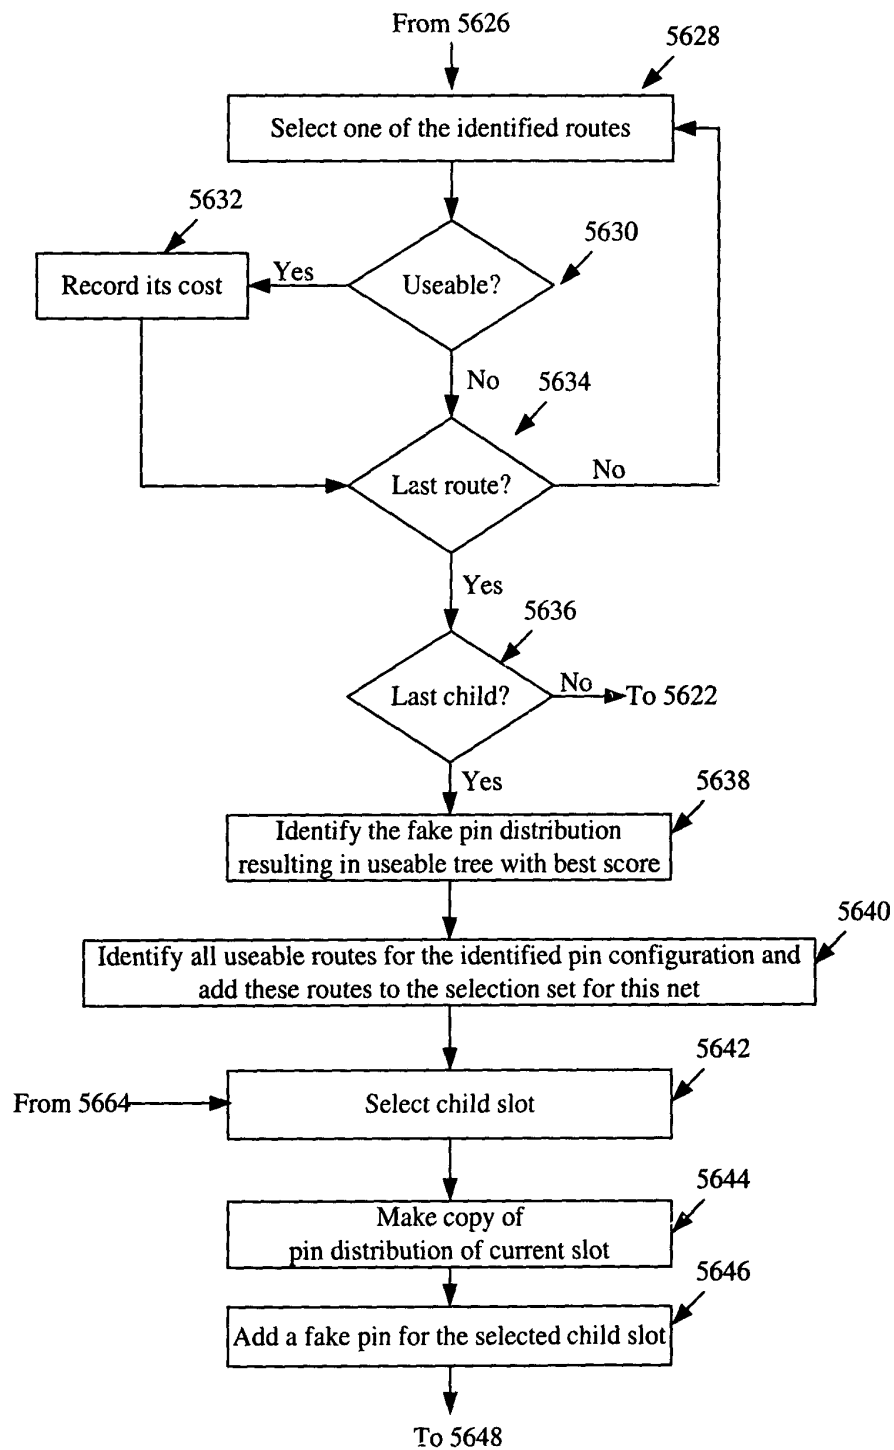 From 5626
5628
Select one of the identified routes
5632
5630
Record its cost
Yes
Useable?
No
5634
Last route?
No
Yes
5636
Last child?
No
To 5622
Yes
5638
Identify the fake pin distribution
resulting in useable tree with best score
5640
Identify all useable routes for the identified pin configuration and
add these routes to the selection set for this net
5642
From 5664
Select child slot
5644
Make copy of
pin distribution of current slot
5646
Add a fake pin for the selected child slot
To 5648